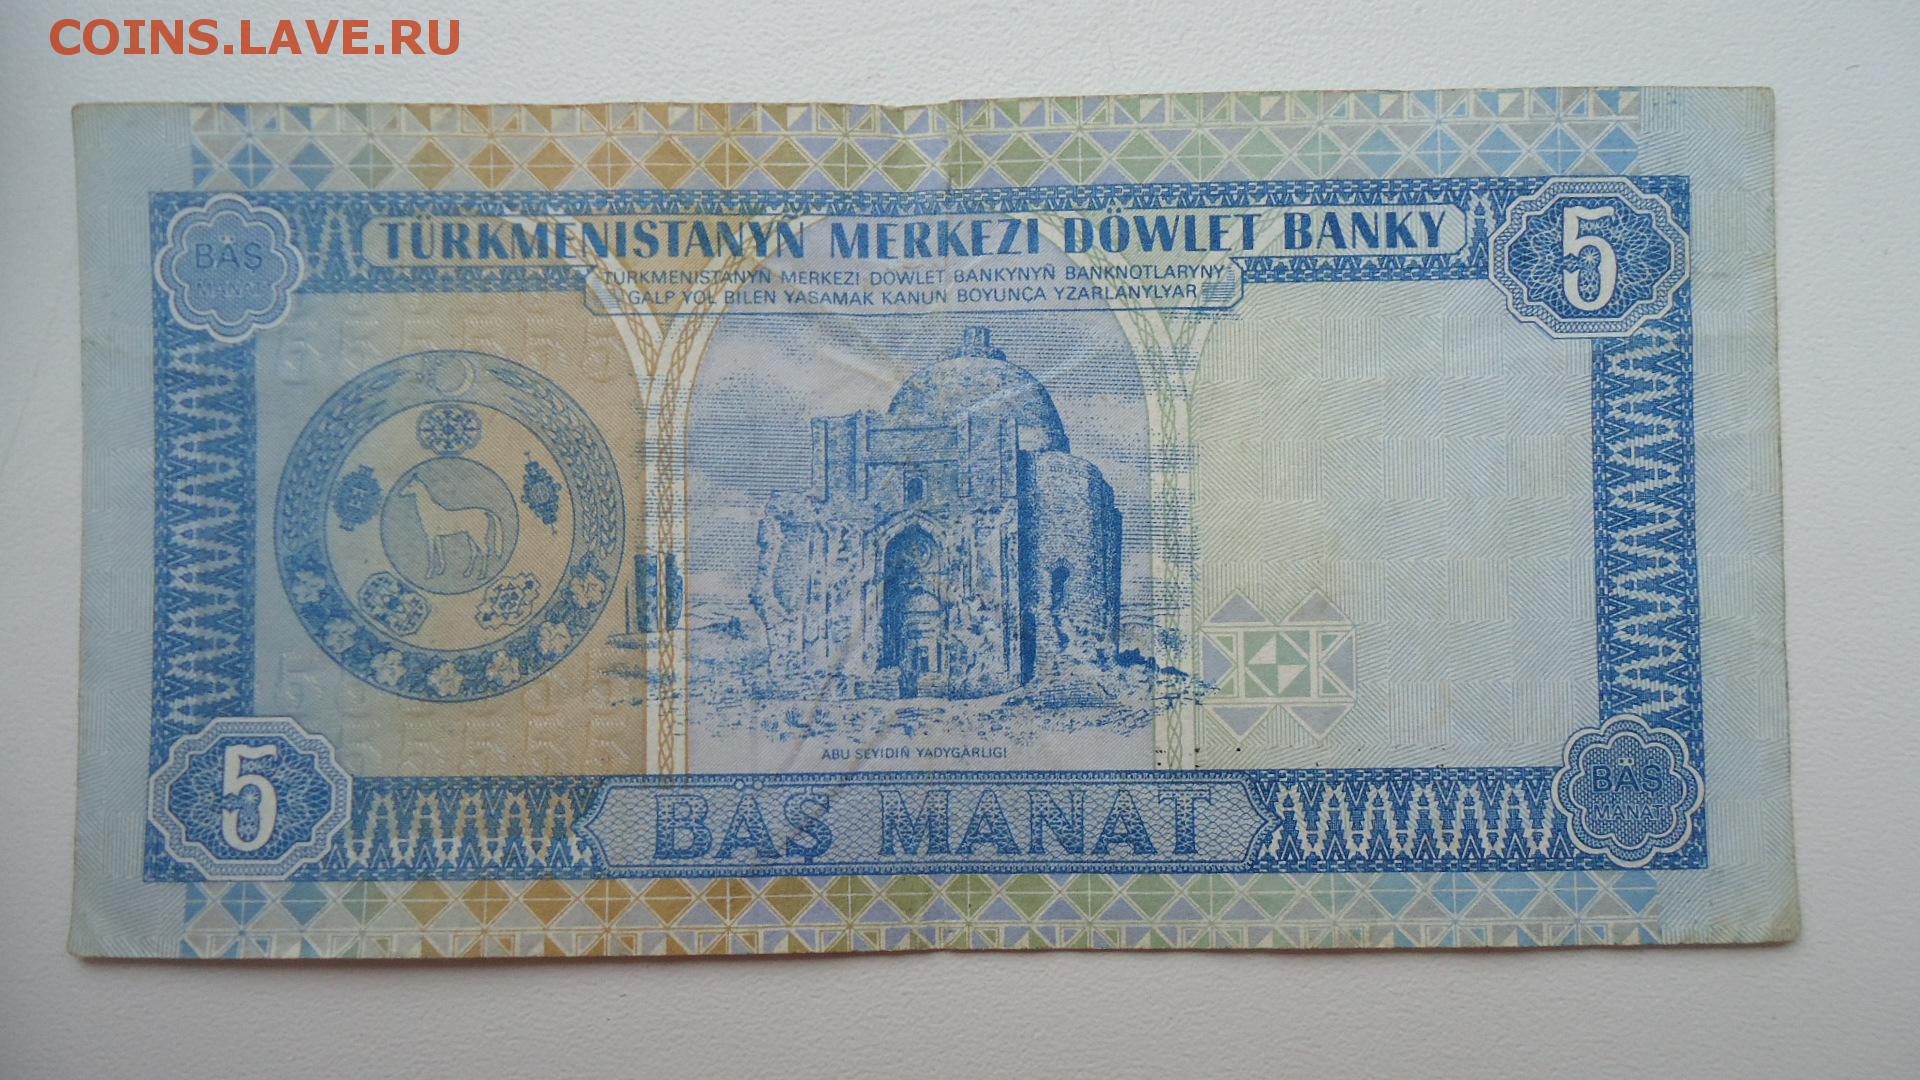 COINS.LAVE.RU
BÄŞ
MANAT
TÜRKMENISTANYŇ MERKEZI DÖWLET BANKY
5
TÜRKMENISTANYŇ MERKEZI DÖWLET BANKYNYŇ BANKNOTLARYNY
GALP ÝOL BILEN ÝASAMAK KANUN BOÝUNÇA YZARLANYLÝAR
ABU SEÝIDIŇ ÝADYGÄRLIGI
5
BÄŞ MANAT
BÄŞ
MANAT